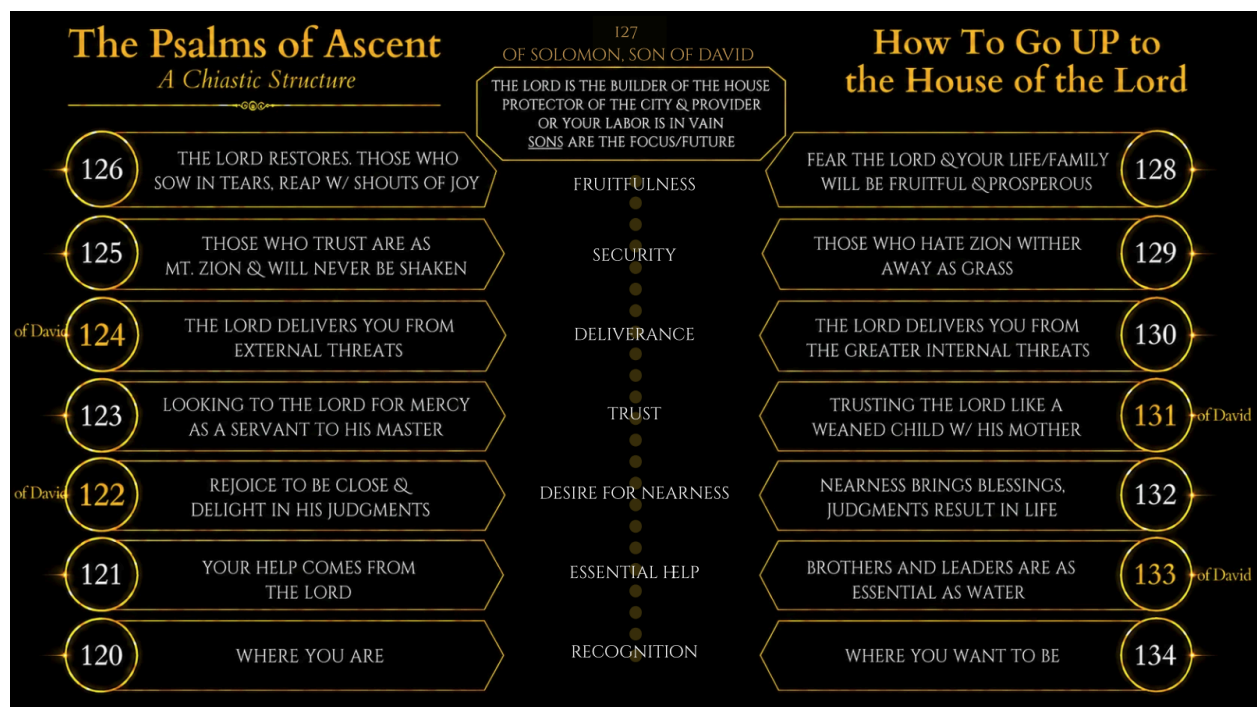 The Psalms of Ascent
A Chiastic Structure
127
OF SOLOMON, SON OF DAVID
THE LORD IS THE BUILDER OF THE HOUSE
PROTECTOR OF THE CITY & PROVIDER
OR YOUR LABOR IS IN VAIN
SONS ARE THE FOCUS/FUTURE
How To Go UP to
the House of the Lord
126
THE LORD RESTORES. THOSE WHO
SOW IN TEARS, REAP W/ SHOUTS OF JOY
FRUITFULNESS
FEAR THE LORD & YOUR LIFE/FAMILY
WILL BE FRUITFUL & PROSPEROUS
128
125
THOSE WHO TRUST ARE AS
MT. ZION & WILL NEVER BE SHAKEN
SECURITY
THOSE WHO HATE ZION WITHER
AWAY AS GRASS
129
of David
124
THE LORD DELIVERS YOU FROM
EXTERNAL THREATS
DELIVERANCE
THE LORD DELIVERS YOU FROM
THE GREATER INTERNAL THREATS
130
123
LOOKING TO THE LORD FOR MERCY
AS A SERVANT TO HIS MASTER
TRUST
TRUSTING THE LORD LIKE A
WEANED CHILD W/ HIS MOTHER
131
of David
of David
122
REJOICE TO BE CLOSE &
DELIGHT IN HIS JUDGMENTS
DESIRE FOR NEARNESS
NEARNESS BRINGS BLESSINGS,
JUDGMENTS RESULT IN LIFE
132
121
YOUR HELP COMES FROM
THE LORD
ESSENTIAL HELP
BROTHERS AND LEADERS ARE AS
ESSENTIAL AS WATER
133
of David
120
WHERE YOU ARE
RECOGNITION
WHERE YOU WANT TO BE
134